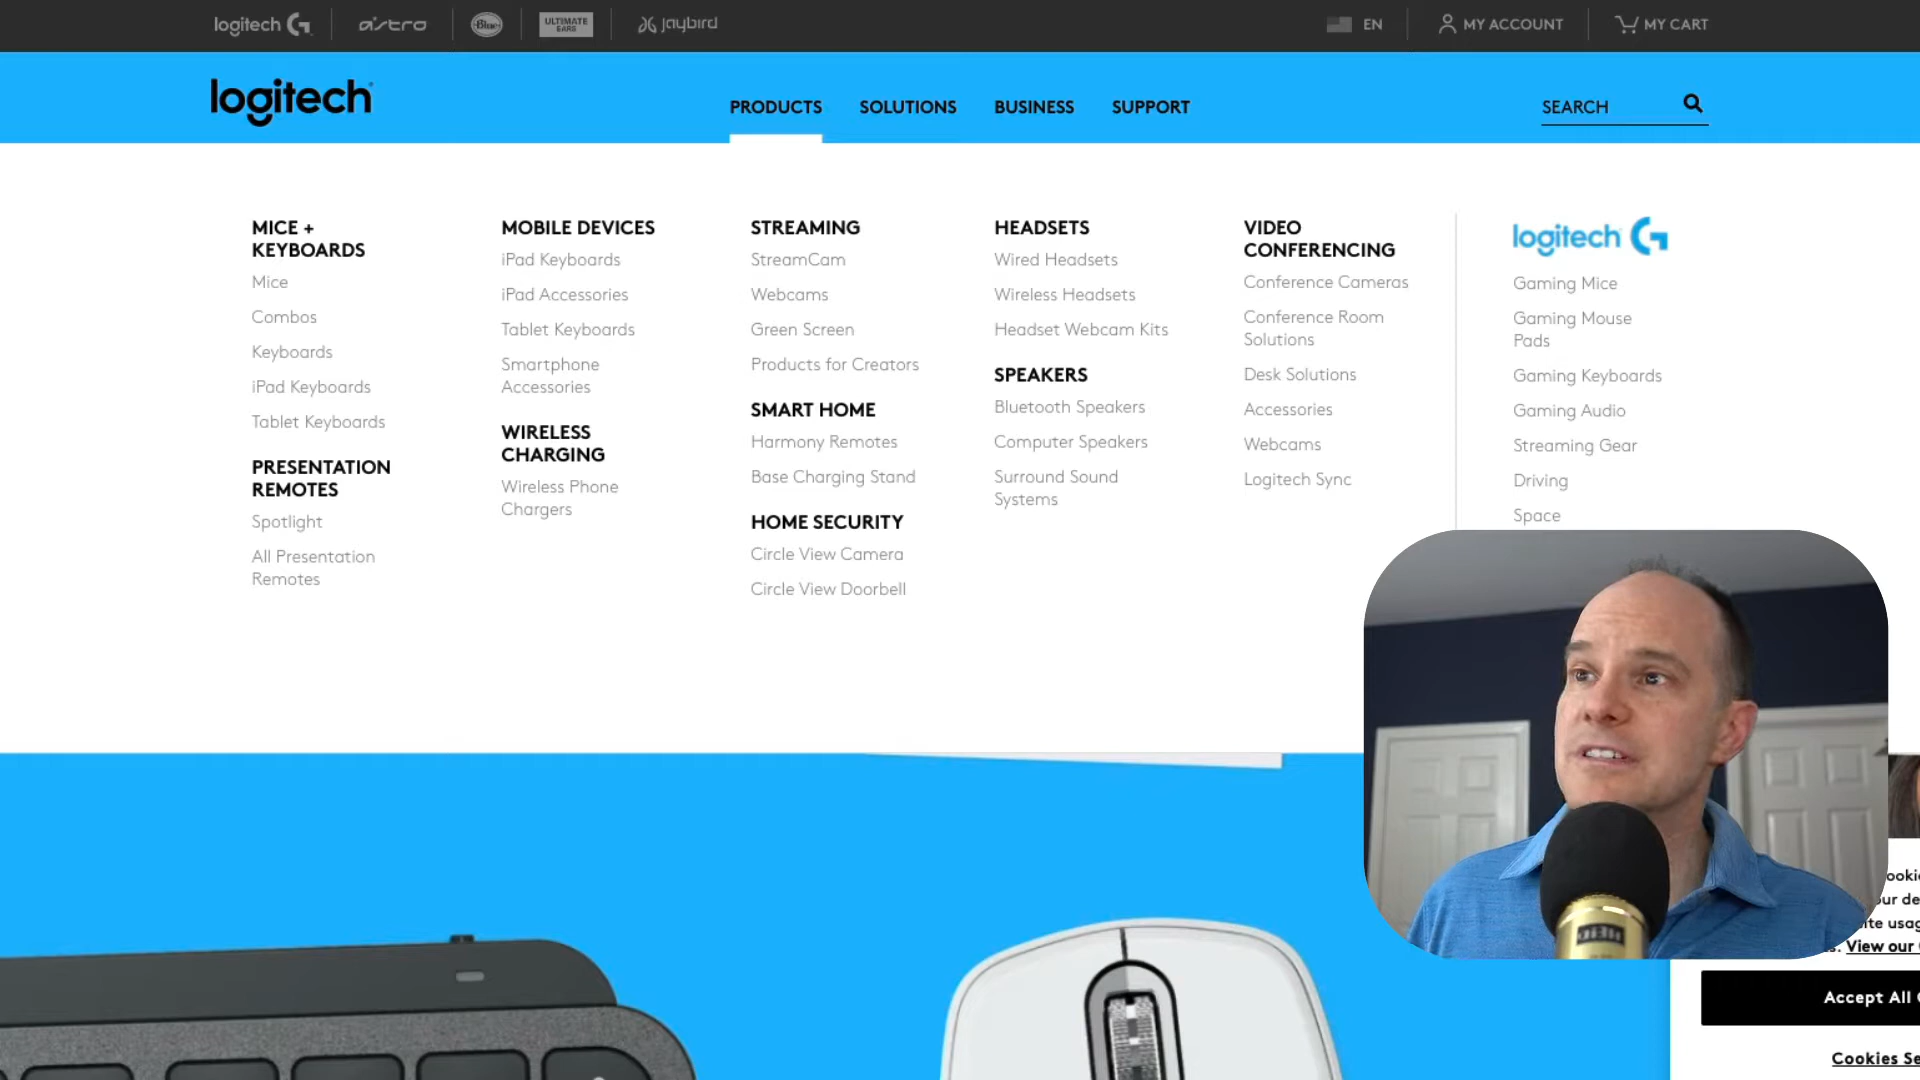 logitech G
ASTRO
Blue
ULTIMATE
EARS
jaybird
EN
MY ACCOUNT
MY CART
logitech
PRODUCTS
SOLUTIONS
BUSINESS
SUPPORT
SEARCH
MICE +
KEYBOARDS
Mice
Combos
Keyboards
iPad Keyboards
Tablet Keyboards
PRESENTATION
REMOTES
Spotlight
All Presentation
Remotes
MOBILE DEVICES
iPad Keyboards
iPad Accessories
Tablet Keyboards
Smartphone
Accessories
WIRELESS
CHARGING
Wireless Phone
Chargers
STREAMING
StreamCam
Webcams
Green Screen
Products for Creators
SMART HOME
Harmony Remotes
Base Charging Stand
HOME SECURITY
Circle View Camera
Circle View Doorbell
HEADSETS
Wired Headsets
Wireless Headsets
Headset Webcam Kits
SPEAKERS
Bluetooth Speakers
Computer Speakers
Surround Sound
Systems
VIDEO
CONFERENCING
Conference Cameras
Conference Room
Solutions
Desk Solutions
Accessories
Webcams
Logitech Sync
logitech G
Gaming Mice
Gaming Mouse
Pads
Gaming Keyboards
Gaming Audio
Streaming Gear
Driving
Space
View our
Accept All
Cookies